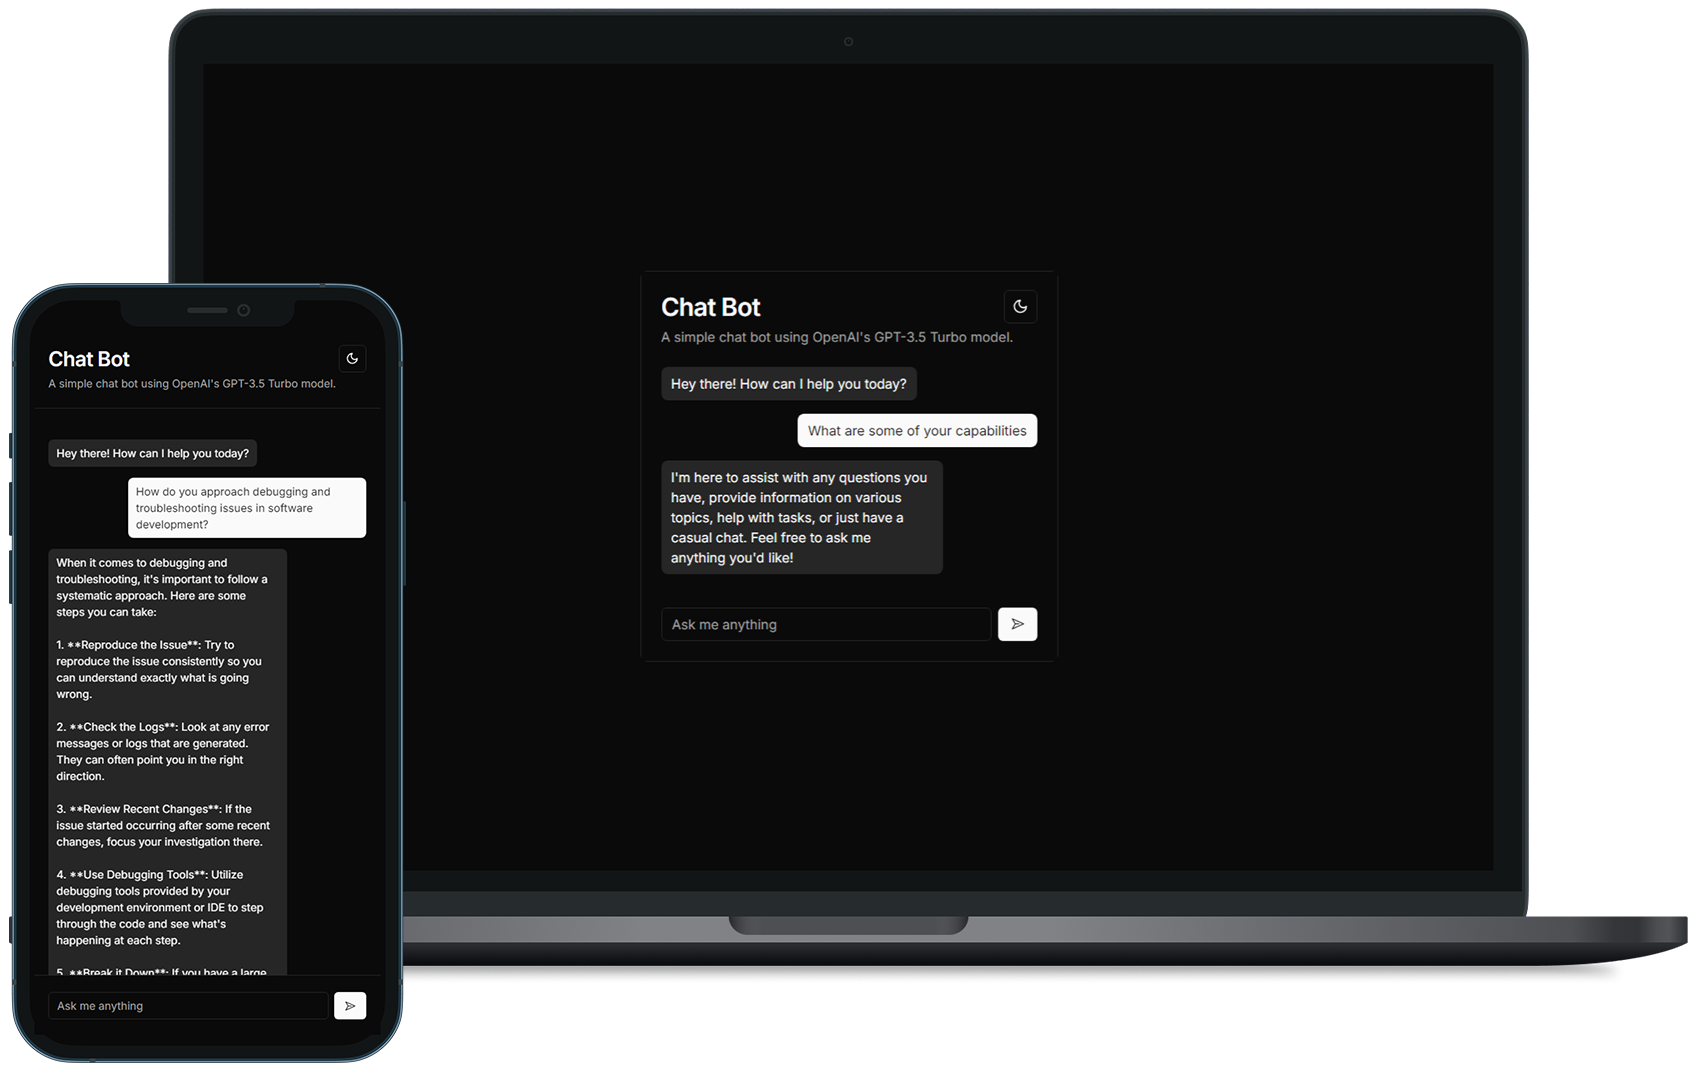 Chat Bot
A simple chat bot using OpenAI's GPT-3.5 Turbo model.
Hey there! How can I help you today?
What are some of your capabilities
I'm here to assist with any questions you
have, provide information on various
topics, help with tasks, or just have a
casual chat. Feel free to ask me
anything you'd like!
Ask me anything
Chat Bot
A simple chat bot using OpenAI's GPT-3.5 Turbo model.
Hey there! How can I help you today?
How do you approach debugging and
troubleshooting issues in software
development?
When it comes to debugging and
troubleshooting, it's important to follow a
systematic approach. Here are some
steps you can take:
1. **Reproduce the Issue**: Try to
reproduce the issue consistently so you
can understand exactly what is going
wrong.
2. **Check the Logs**: Look at any error
messages or logs that are generated.
They can often point you in the right
direction.
3. **Review Recent Changes**: If the
issue started occurring after some recent
changes, focus your investigation there.
4. **Use Debugging Tools**: Utilize
debugging tools provided by your
development environment or IDE to step
through the code and see what's
happening at each step.
5. **Break it Down**: If you have a large
Ask me anything